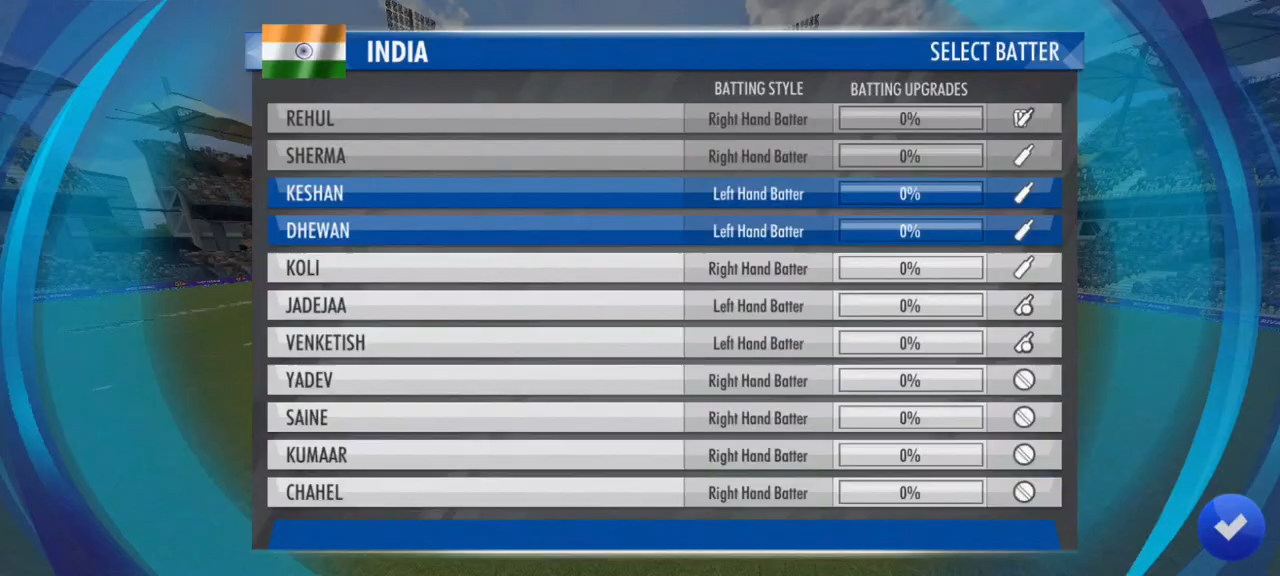 INDIA SELECT BATTER
BATTING STYLE BATTING UPGRADES
REHUL Right Hand Batter 0%
SHERMA Right Hand Batter 0%
KESHAN Left Hand Batter 0%
DHEWAN Left Hand Batter 0%
KOLI Right Hand Batter 0%
JADEJAA Left Hand Batter 0%
VENKETISH Left Hand Batter 0%
YADEV Right Hand Batter 0%
SAINE Right Hand Batter 0%
KUMAAR Right Hand Batter 0%
CHAHEL Right Hand Batter 0%